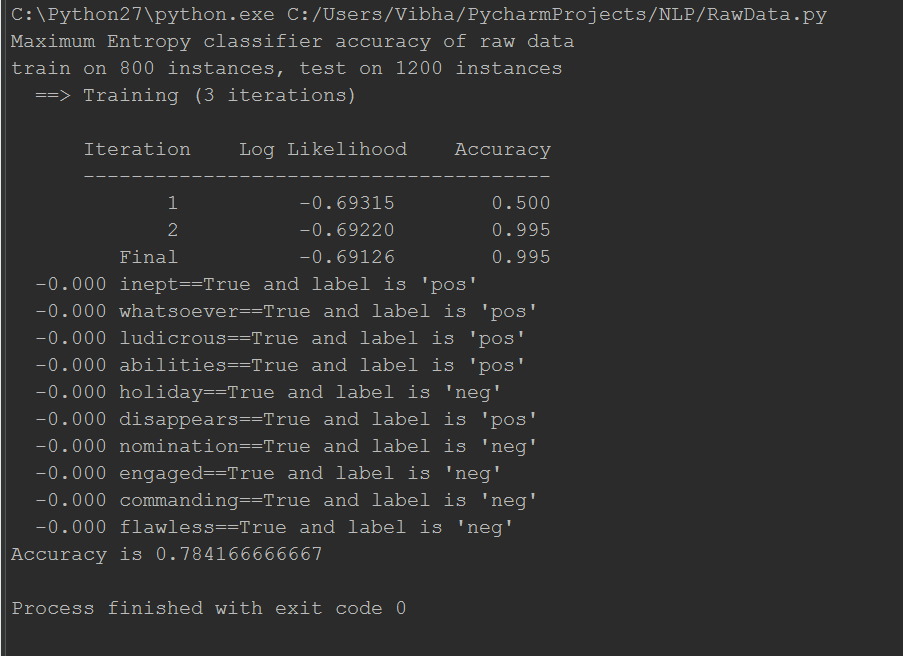 C:\Python27\python.exe C:/Users/Vibha/PycharmProjects/NLP/RawData.py
Maximum Entropy classifier accuracy of raw data
train on 800 instances, test on 1200 instances
  ==> Training (3 iterations)

      Iteration    Log Likelihood    Accuracy
      ---------------------------------------
             1          -0.69315        0.500
             2          -0.69220        0.995
         Final          -0.69126        0.995
  -0.000 inept==True and label is 'pos'
  -0.000 whatsoever==True and label is 'pos'
  -0.000 ludicrous==True and label is 'pos'
  -0.000 abilities==True and label is 'pos'
  -0.000 holiday==True and label is 'neg'
  -0.000 disappears==True and label is 'pos'
  -0.000 nomination==True and label is 'neg'
  -0.000 engaged==True and label is 'neg'
  -0.000 commanding==True and label is 'neg'
  -0.000 flawless==True and label is 'neg'
Accuracy is 0.784166666667

Process finished with exit code 0